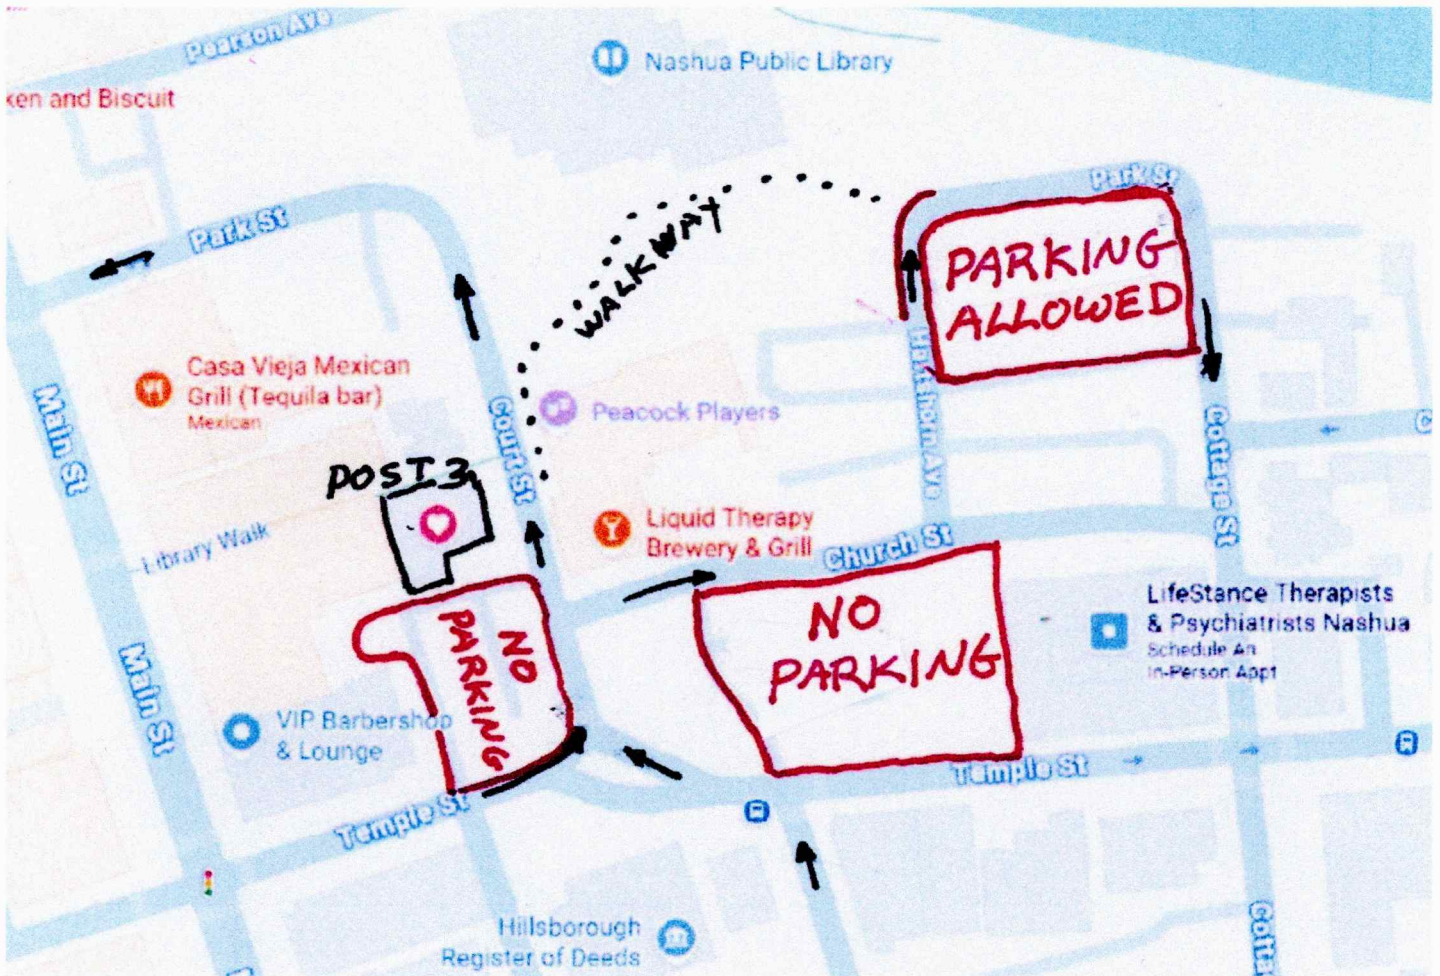 Pearson Ave
Nashua Public Library
ken and Biscuit
Park St
Park St
WALKWAY
PARKING
ALLOWED
Casa Vieja Mexican
Grill (Tequila bar)
Mexican
Main St
Court St
Peacock Players
Hawthorn Ave
Cottage St
C
POST 3
Library Walk
Liquid Therapy
Brewery & Grill
Church St
NO
PARKING
NO
PARKING
LifeStance Therapists
& Psychiatrists Nashua
Schedule An
In-Person Appt
Main St
VIP Barbershop
& Lounge
Temple St
Temple St
Hillsborough
Register of Deeds
Cotta